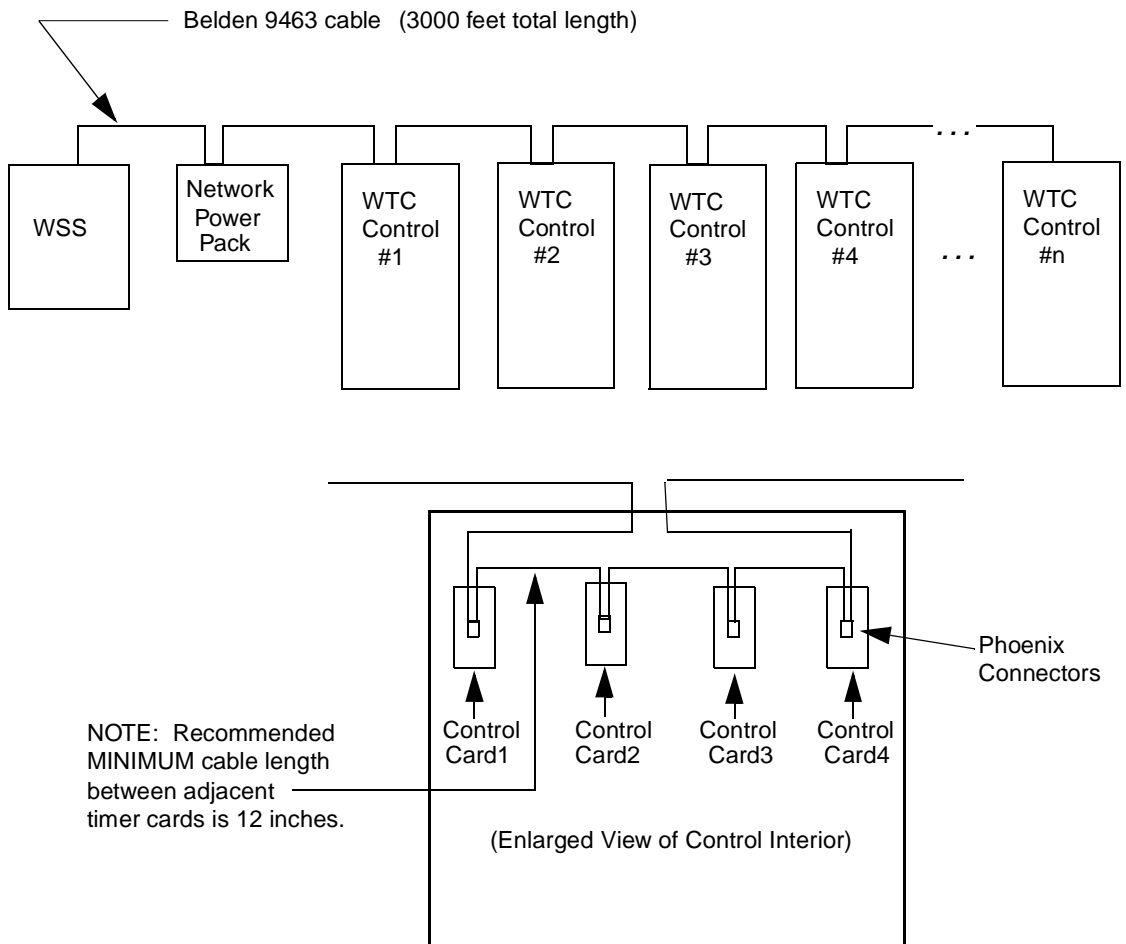 Belden 9463 cable (3000 feet total length)
WSS
Network
Power
Pack
WTC
Control
#1
WTC
Control
#2
WTC
Control
#3
WTC
Control
#4
WTC
Control
#n
...
...
Phoenix
Connectors
Control
Card1
Control
Card2
Control
Card3
Control
Card4
NOTE: Recommended
MINIMUM cable length
between adjacent
timer cards is 12 inches.
(Enlarged View of Control Interior)